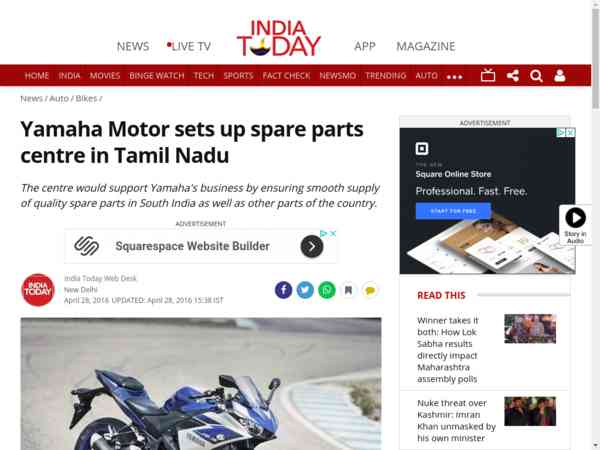 INDIA
TODAY
NEWS
LIVE TV
APP
MAGAZINE
HOME INDIA MOVIES BINGE WATCH TECH SPORTS FACT CHECK NEWSMO TRENDING AUTO
News / Auto / Bikes /
Yamaha Motor sets up spare parts
centre in Tamil Nadu
The centre would support Yamaha's business by ensuring smooth supply
of quality spare parts in South India as well as other parts of the country.
ADVERTISEMENT
Squarespace Website Builder
INDIA
TODAY
India Today Web Desk
New Delhi
April 28, 2016 UPDATED: April 28, 2016 15:38 IST
YAMAHA
ADVERTISEMENT
THE NEW
Square Online Store
Professional. Fast. Free.
START FOR FREE
Story in
Audio
READ THIS
Winner takes it
both: How Lok
Sabha results
directly impact
Maharashtra
assembly polls
Nuke threat over
Kashmir: Imran
Khan unmasked by
his own minister